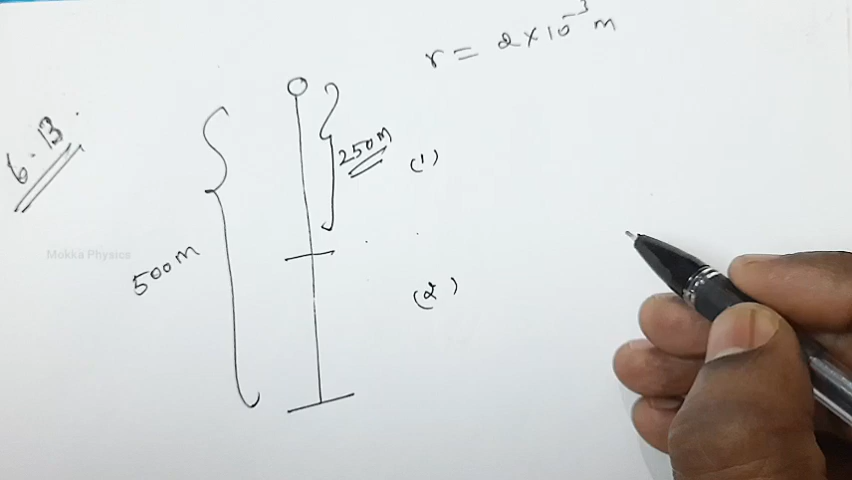 r = 2 × 10⁻³ m
6.13.
250m
(1)
Mokka Physics
500m
(2)